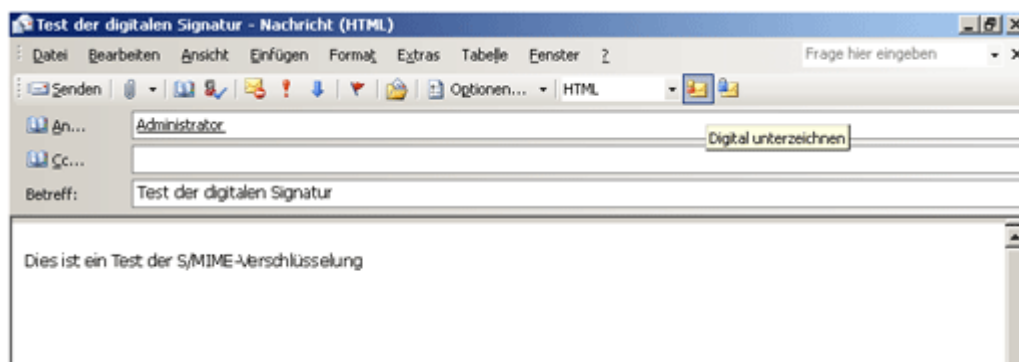 Test der digitalen Signatur - Nachricht (HTML)
Datei Bearbeiten Ansicht Einfügen Format Extras Tabelle Fenster ? Frage hier eingeben
Senden Optionen... HTML
An... Administrator
Digital unterzeichnen
Cc...
Betreff: Test der digitalen Signatur
Dies ist ein Test der S/MIME-Verschlüsselung